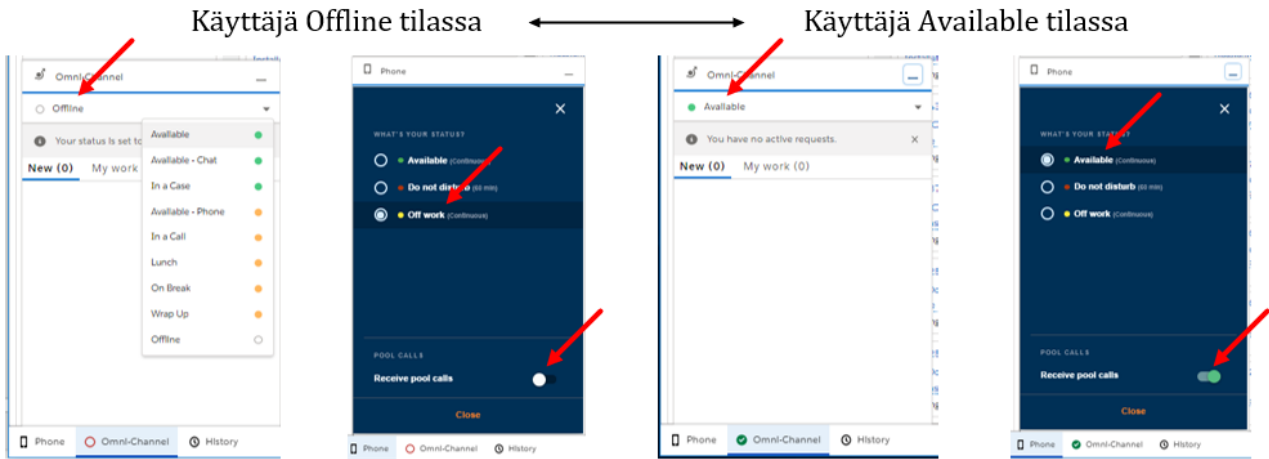 Käyttäjä Offline tilassa
Käyttäjä Available tilassa
Omni-Channel
Offline
Your status is set to
New (0) My work
Available
Available - Chat
In a Case
Available - Phone
In a Call
Lunch
On Break
Wrap Up
Offline
Phone Omni-Channel History
Phone
WHAT'S YOUR STATUS?
Available (Continuous)
Do not disturb (60 min)
Off work (Continuous)
POOL CALLS
Receive pool calls
Close
Phone Omni-Channel History
Omni-Channel
Available
You have no active requests.
New (0) My work (0)
Phone Omni-Channel History
Phone
WHAT'S YOUR STATUS?
Available (Continuous)
Do not disturb (60 min)
Off work (Continuous)
POOL CALLS
Receive pool calls
Close
Phone Omni-Channel History